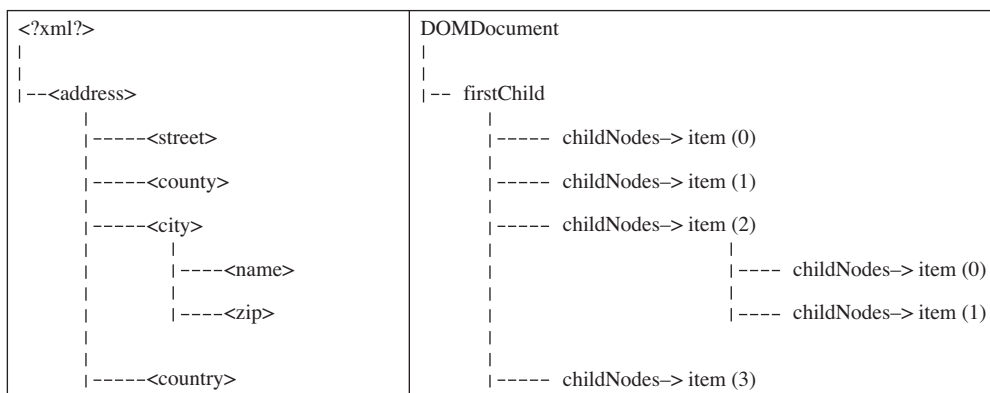 <?xml?> DOMDocument
|--<address> |-- firstChild
|-----<street> |----- childNodes–> item (0)
|-----<county> |----- childNodes–> item (1)
|-----<city> |----- childNodes–> item (2)
|----<name> |---- childNodes–> item (0)
|----<zip> |---- childNodes–> item (1)
|-----<country> |----- childNodes–> item (3)